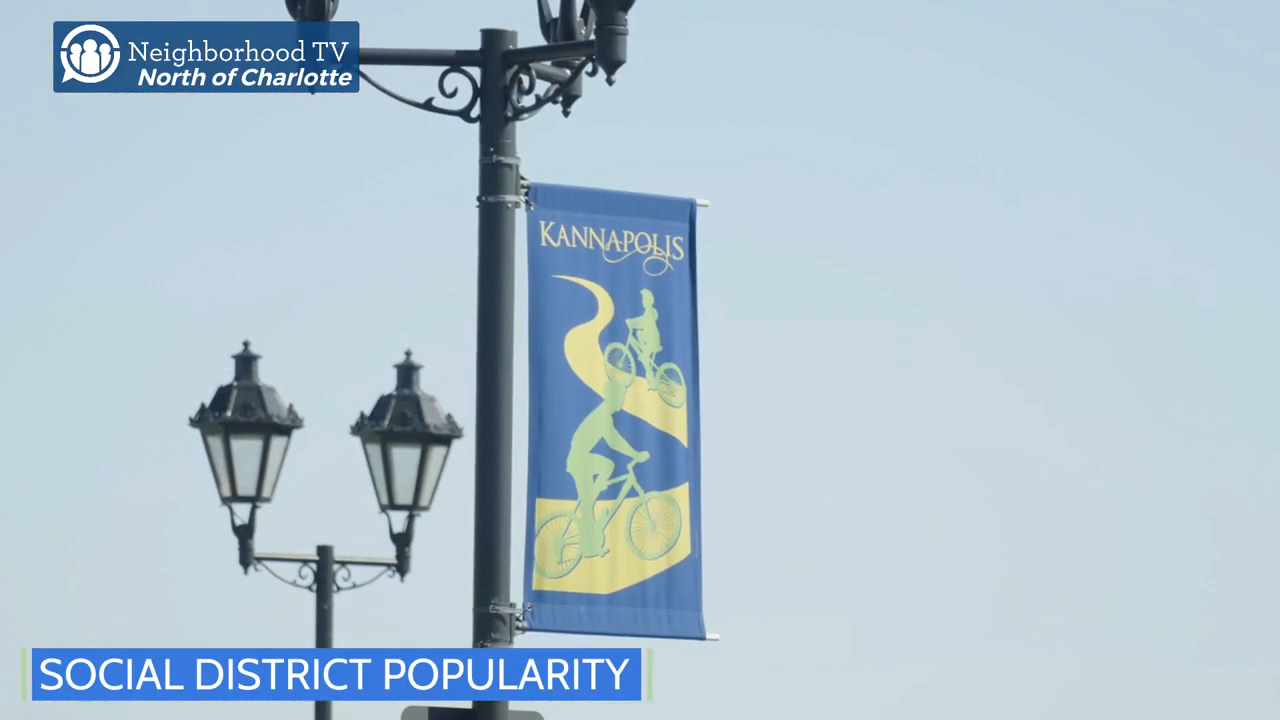 Neighborhood TV
North of Charlotte
KANNAPOLIS
SOCIAL DISTRICT POPULARITY